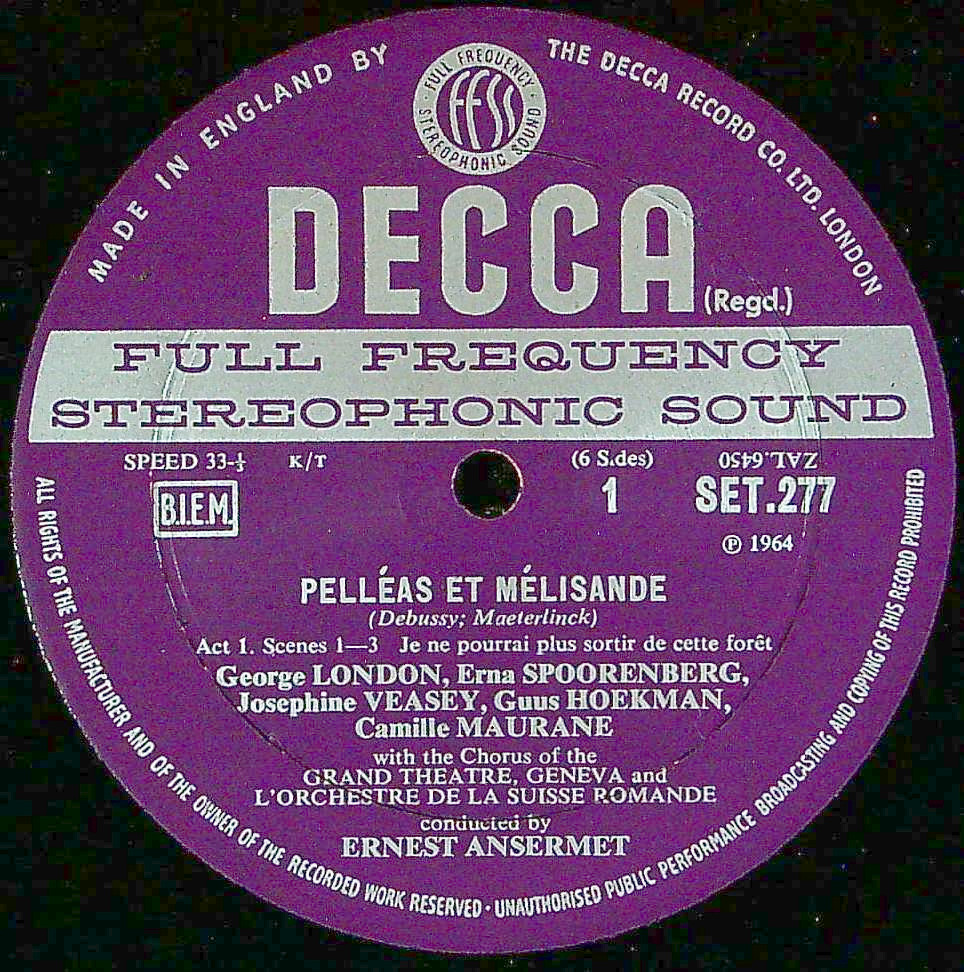 MADE IN ENGLAND BY
THE DECCA RECORD CO. LTD. LONDON
FULL FREQUENCY
FFSS
STEREOPHONIC SOUND
DECCA (Regd.)
FULL FREQUENCY
STEREOPHONIC SOUND
SPEED 33-⅓ K/T (6 Sides) ZAL.6450
B.I.E.M. 1 SET.277
℗ 1964
PELLÉAS ET MÉLISANDE
(Debussy; Maeterlinck)
Act 1. Scenes 1—3 Je ne pourrai plus sortir de cette forêt
George LONDON, Erna SPOORENBERG,
Josephine VEASEY, Guus HOEKMAN,
Camille MAURANE
with the Chorus of the
GRAND THEATRE, GENEVA and
L'ORCHESTRE DE LA SUISSE ROMANDE
conducted by
ERNEST ANSERMET
ALL RIGHTS OF THE MANUFACTURER AND OF THE OWNER OF THE RECORDED WORK RESERVED · UNAUTHORISED PUBLIC PERFORMANCE BROADCASTING AND COPYING OF THIS RECORD PROHIBITED